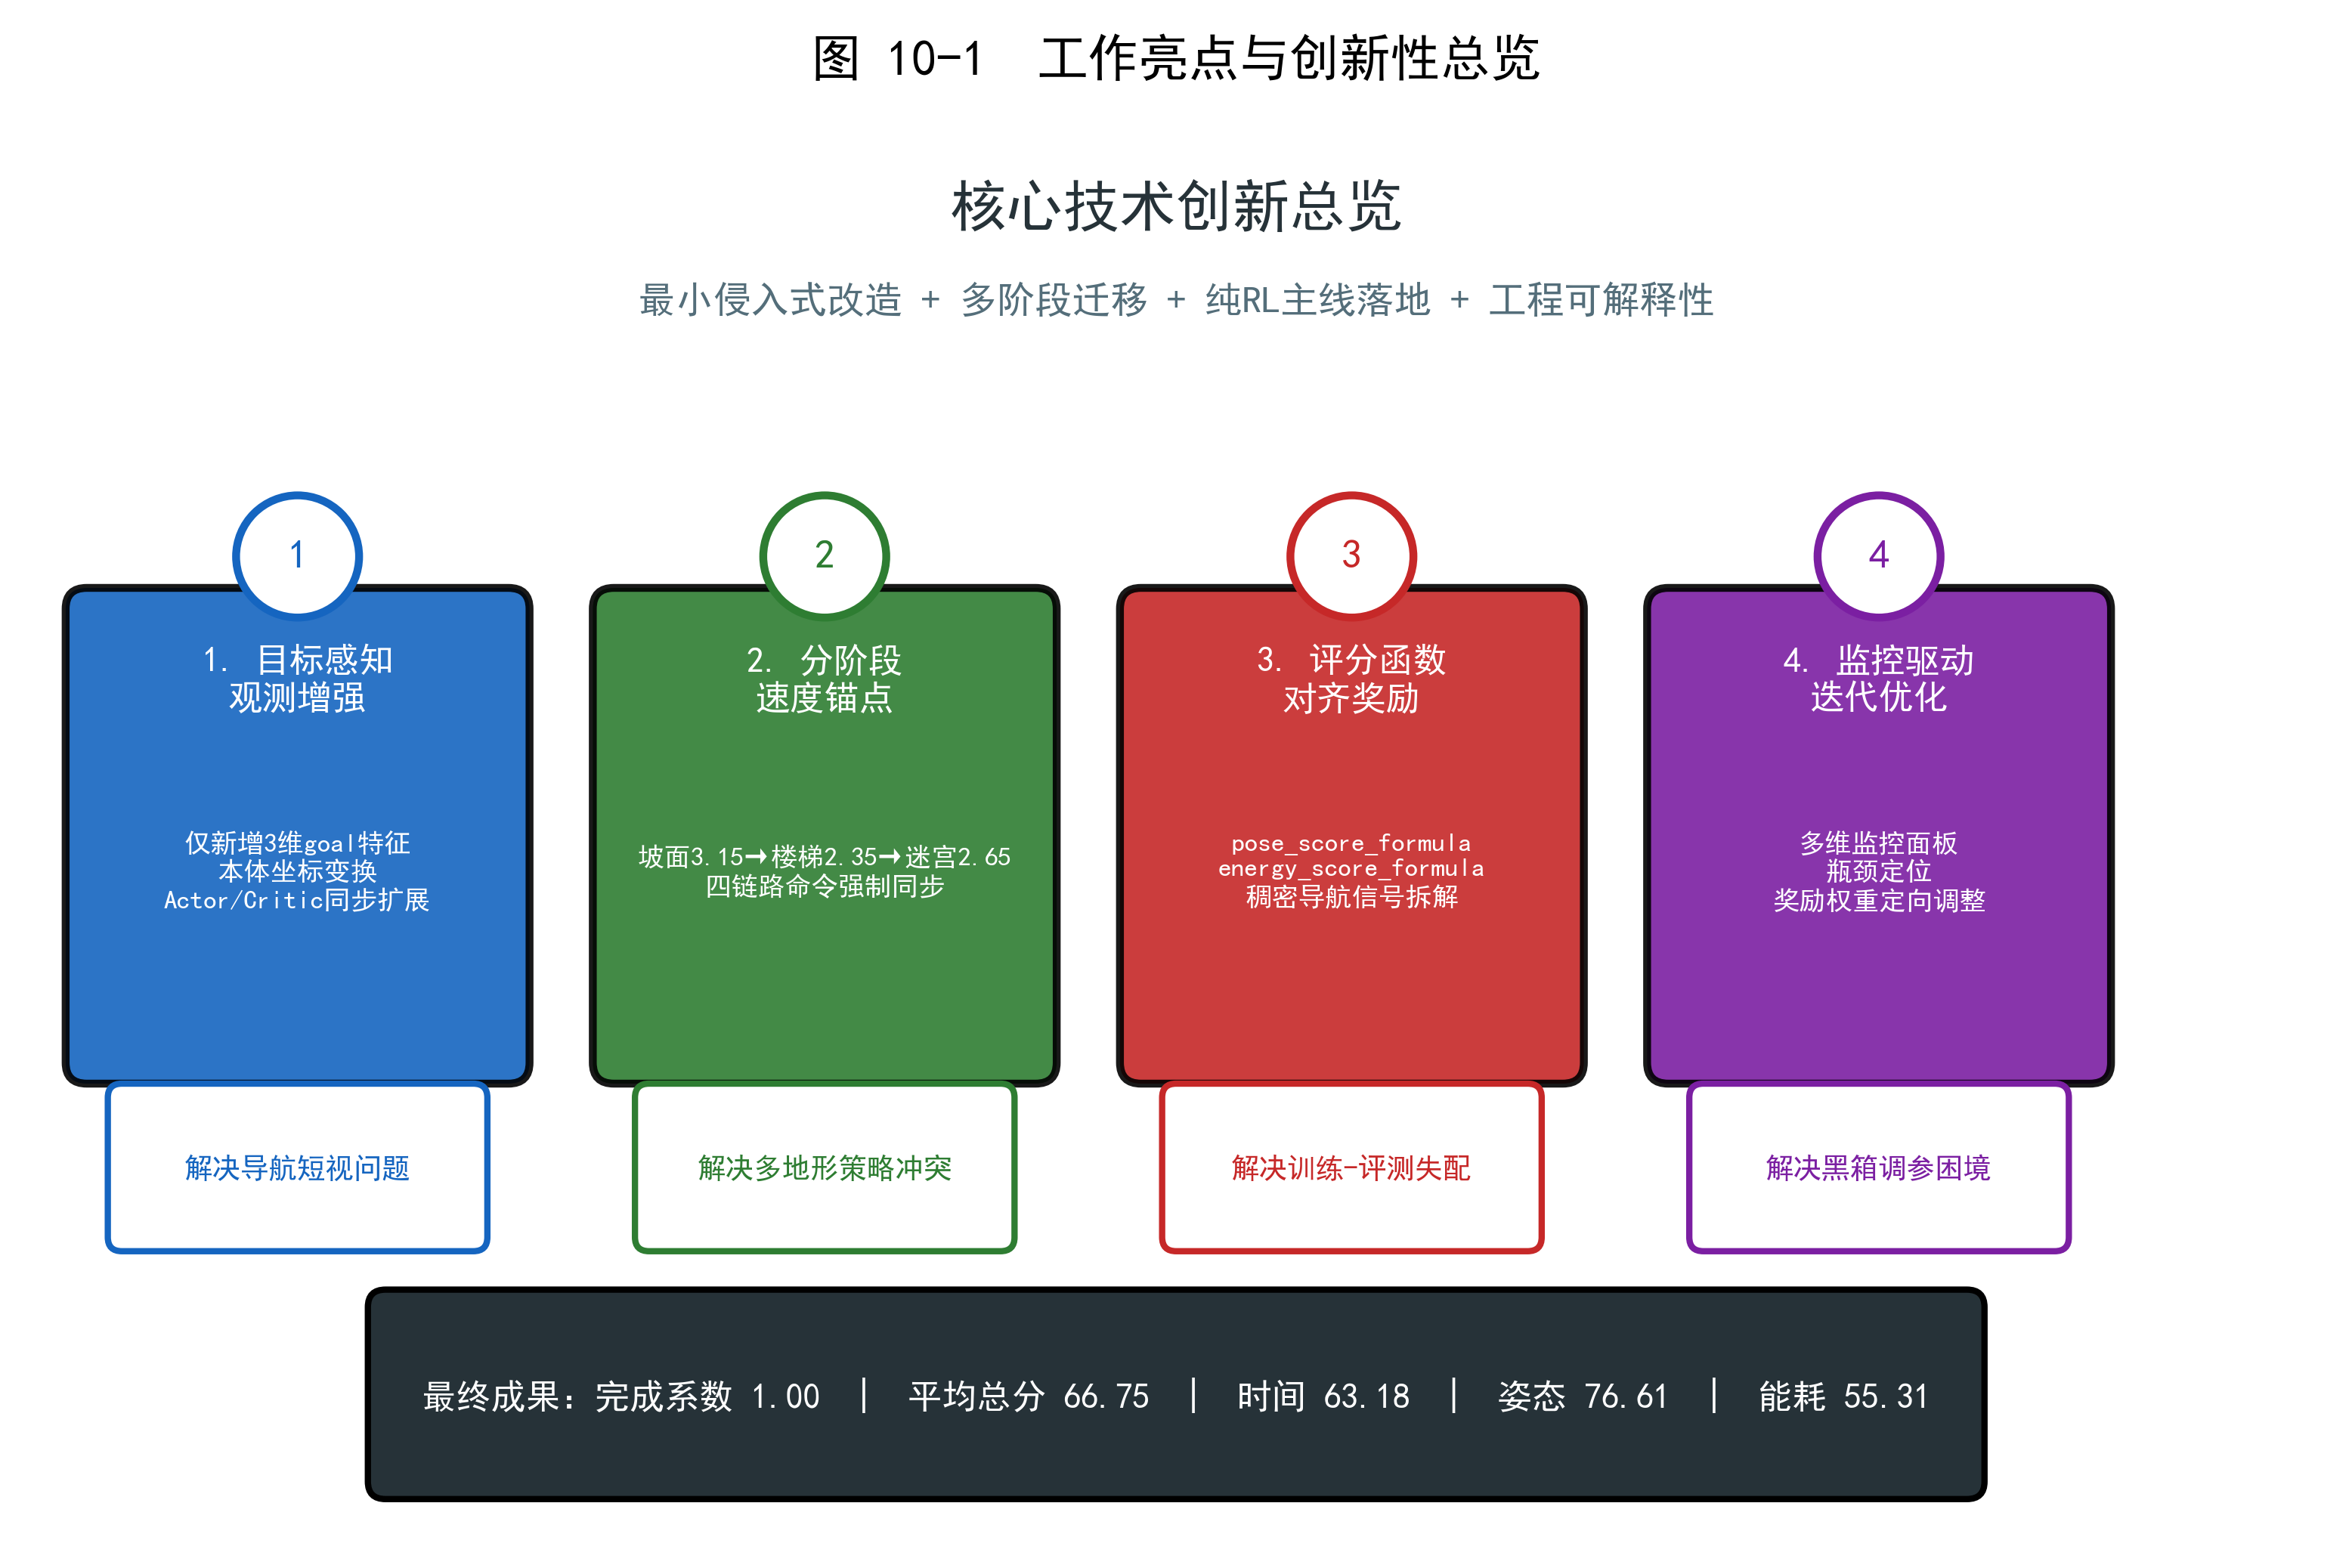 图 10-1  工作亮点与创新性总览
核心技术创新总览
最小侵入式改造 + 多阶段迁移 + 纯RL主线落地 + 工程可解释性
1
1. 目标感知
观测增强
仅新增3维goal特征
本体坐标变换
Actor/Critic同步扩展
解决导航短视问题
2
2. 分阶段
速度锚点
坡面3.15→楼梯2.35→迷宫2.65
四链路命令强制同步
解决多地形策略冲突
3
3. 评分函数
对齐奖励
pose_score_formula
energy_score_formula
稠密导航信号拆解
解决训练-评测失配
4
4. 监控驱动
迭代优化
多维监控面板
瓶颈定位
奖励权重定向调整
解决黑箱调参困境
最终成果：完成系数 1.00 | 平均总分 66.75 | 时间 63.18 | 姿态 76.61 | 能耗 55.31